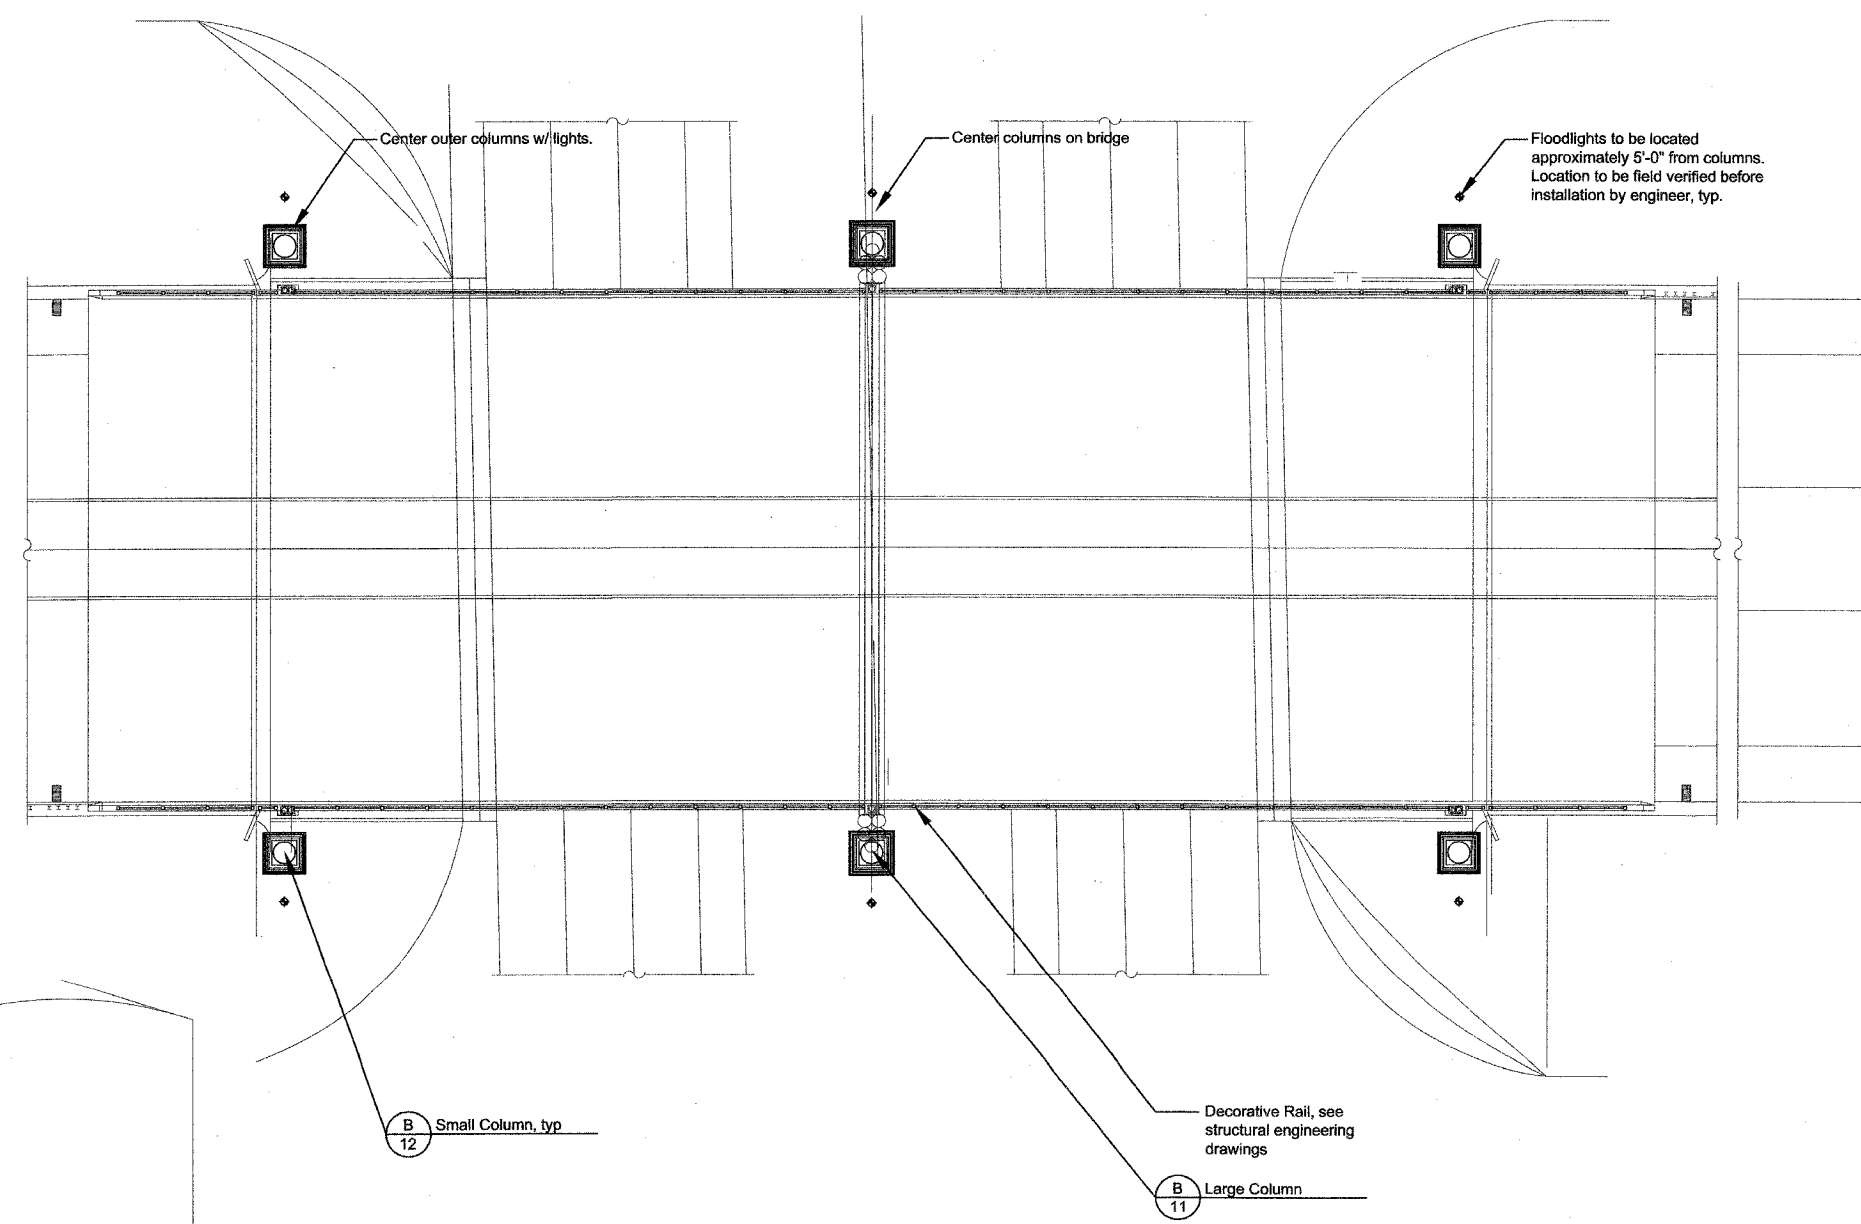 Center outer columns w/ lights.
Center columns on bridge
Floodlights to be located
approximately 5'-0" from columns.
Location to be field verified before
installation by engineer, typ.
B
12
Small Column, typ
Decorative Rail, see
structural engineering
drawings
B
11
Large Column